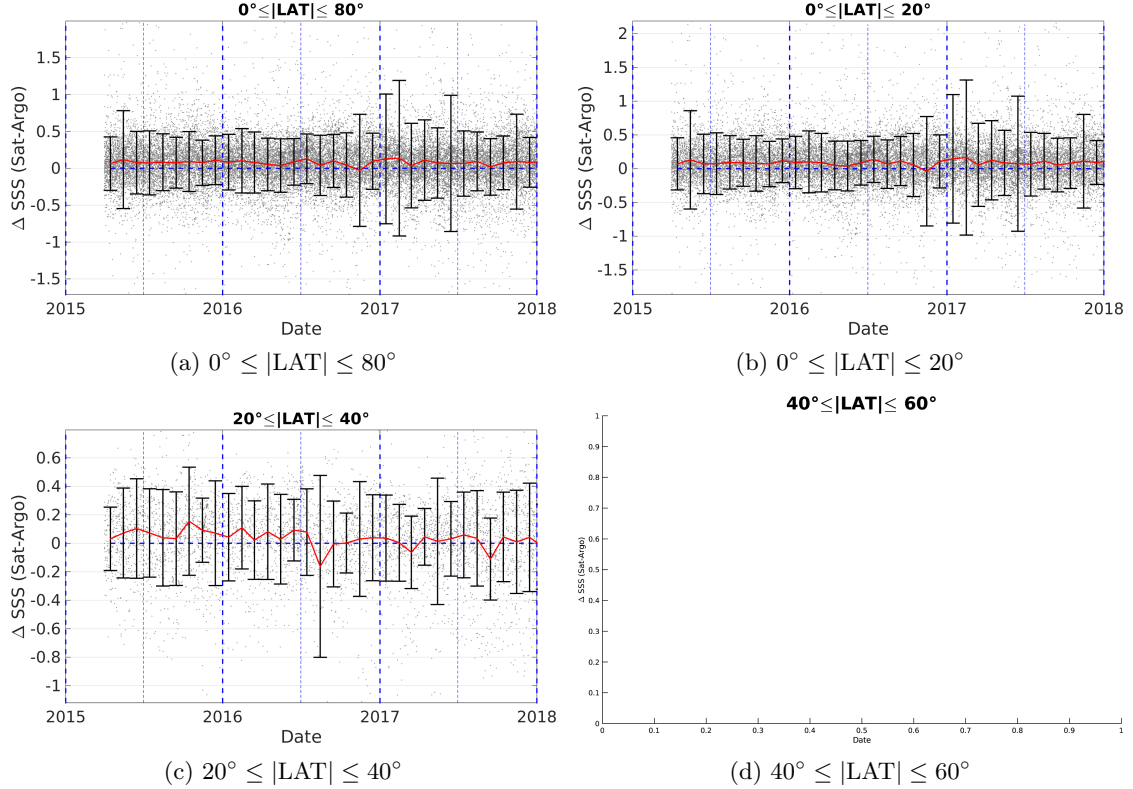 0°≤|LAT|≤ 80°
1.5
1
0.5
0
-0.5
-1
-1.5
Δ SSS (Sat-Argo)
2015 2016 2017 2018
Date
(a) 0° ≤ |LAT| ≤ 80°
0°≤|LAT|≤ 20°
2
1.5
1
0.5
0
-0.5
-1
-1.5
Δ SSS (Sat-Argo)
2015 2016 2017 2018
Date
(b) 0° ≤ |LAT| ≤ 20°
20°≤|LAT|≤ 40°
0.6
0.4
0.2
0
-0.2
-0.4
-0.6
-0.8
-1
Δ SSS (Sat-Argo)
2015 2016 2017 2018
Date
(c) 20° ≤ |LAT| ≤ 40°
40°≤|LAT|≤ 60°
1
0.9
0.8
0.7
0.6
0.5
0.4
0.3
0.2
0.1
0
Δ SSS (Sat-Argo)
0 0.1 0.2 0.3 0.4 0.5 0.6 0.7 0.8 0.9 1
Date
(d) 40° ≤ |LAT| ≤ 60°